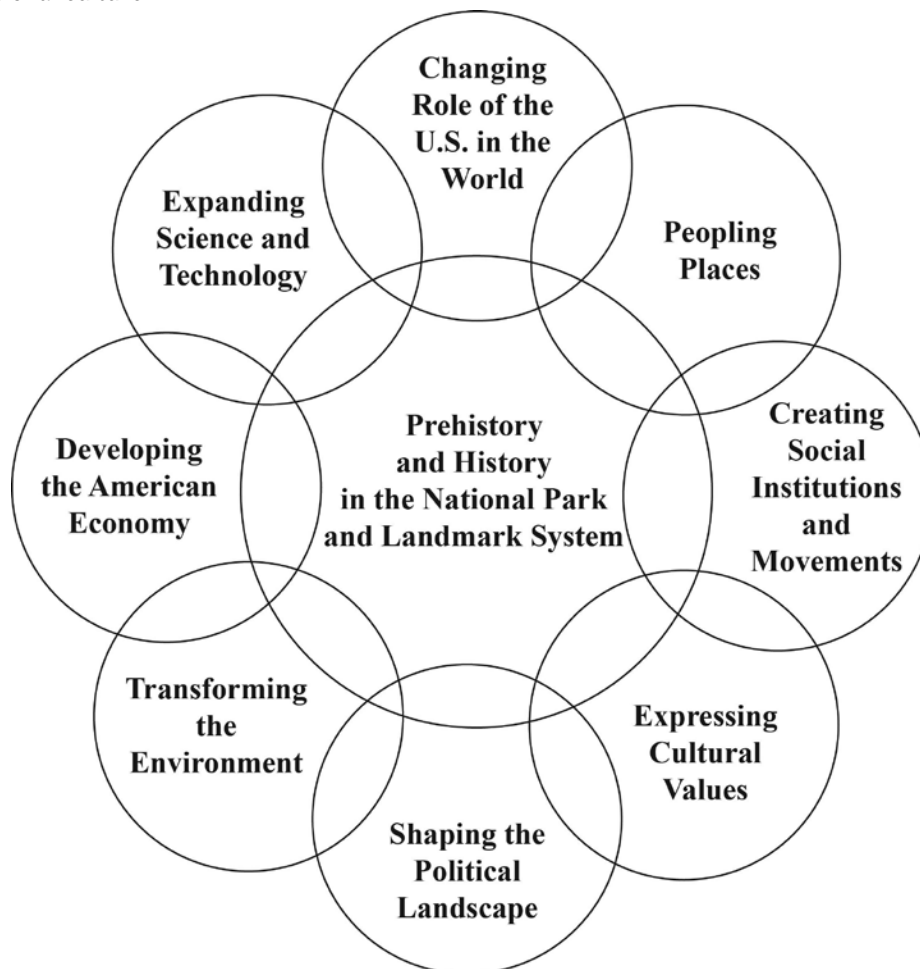 Changing
Role of the
U.S. in the
World
Peopling
Places
Creating
Social
Institutions
and
Movements
Expressing
Cultural
Values
Shaping the
Political
Landscape
Transforming
the
Environment
Developing
the American
Economy
Expanding
Science and
Technology
Prehistory
and History
in the National Park
and Landmark System